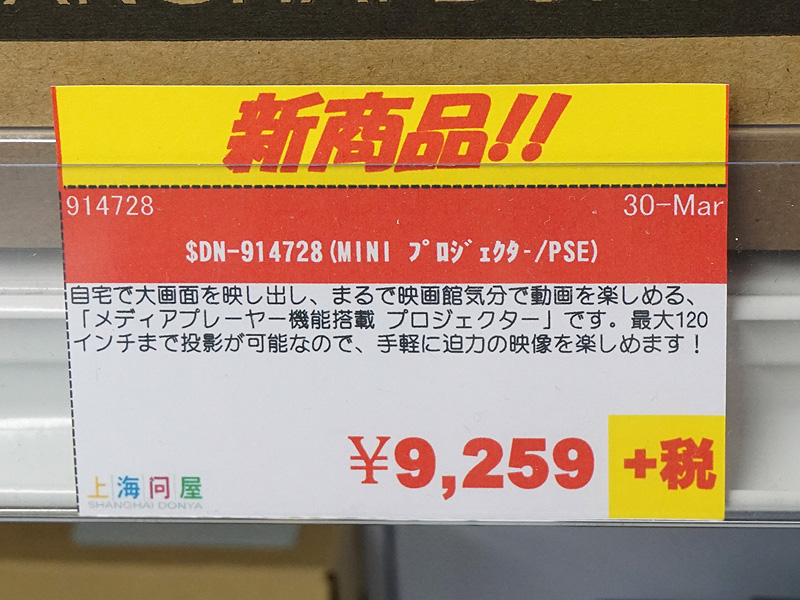 新商品!!
914728 30-Mar
$DN-914728(MINI ﾌﾟﾛｼﾞｪｸﾀｰ/PSE)
自宅で大画面を映し出し、まるで映画館気分で動画を楽しめる、
「メディアプレーヤー機能搭載 プロジェクター」です。最大120
インチまで投影が可能なので、手軽に迫力の映像を楽しめます!
¥9,259 +税
上海问屋
SHANGHAI DONYA